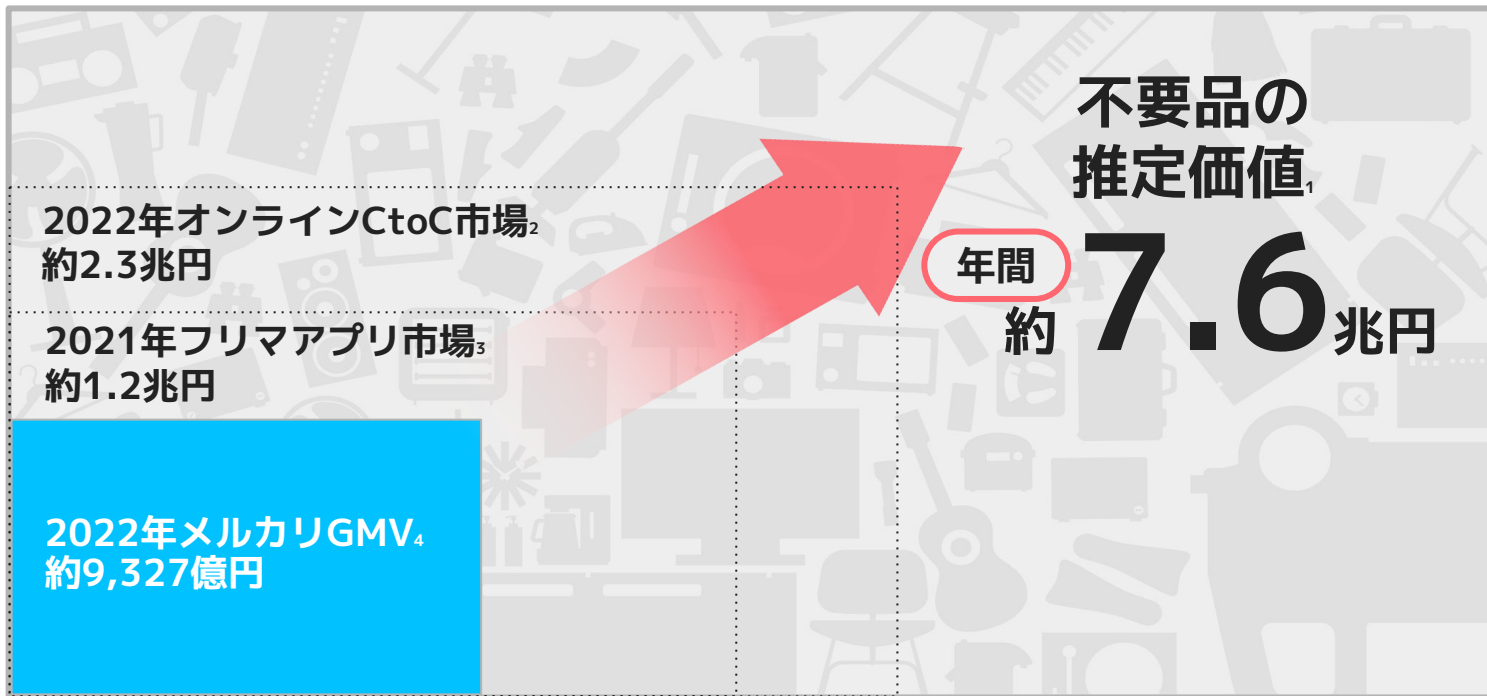 不要品の
推定価値1
年間
約7.6兆円
2022年オンラインCtoC市場2
約2.3兆円
2021年フリマアプリ市場3
約1.2兆円
2022年メルカリGMV4
約9,327億円